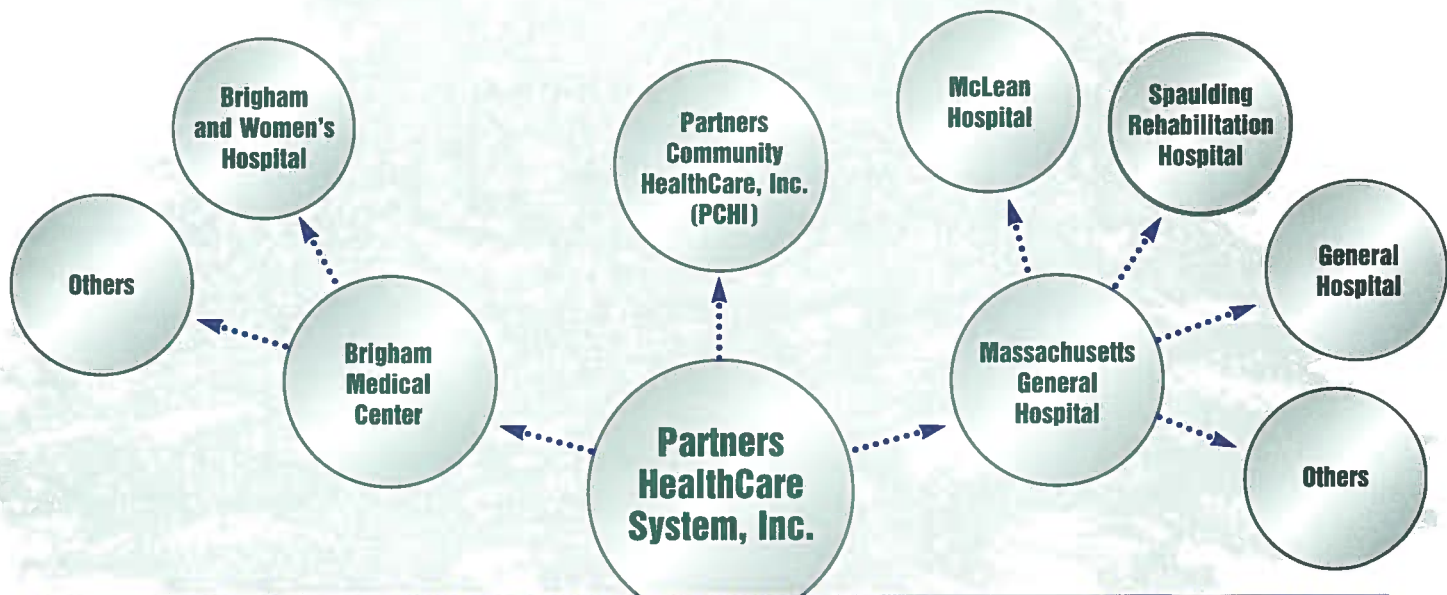 Brigham
and Women's
Hospital
Others
Brigham
Medical
Center
Partners
Community
HealthCare, Inc.
(PCHI)
Partners
HealthCare
System, Inc.
McLean
Hospital
Spaulding
Rehabilitation
Hospital
General
Hospital
Massachusetts
General
Hospital
Others